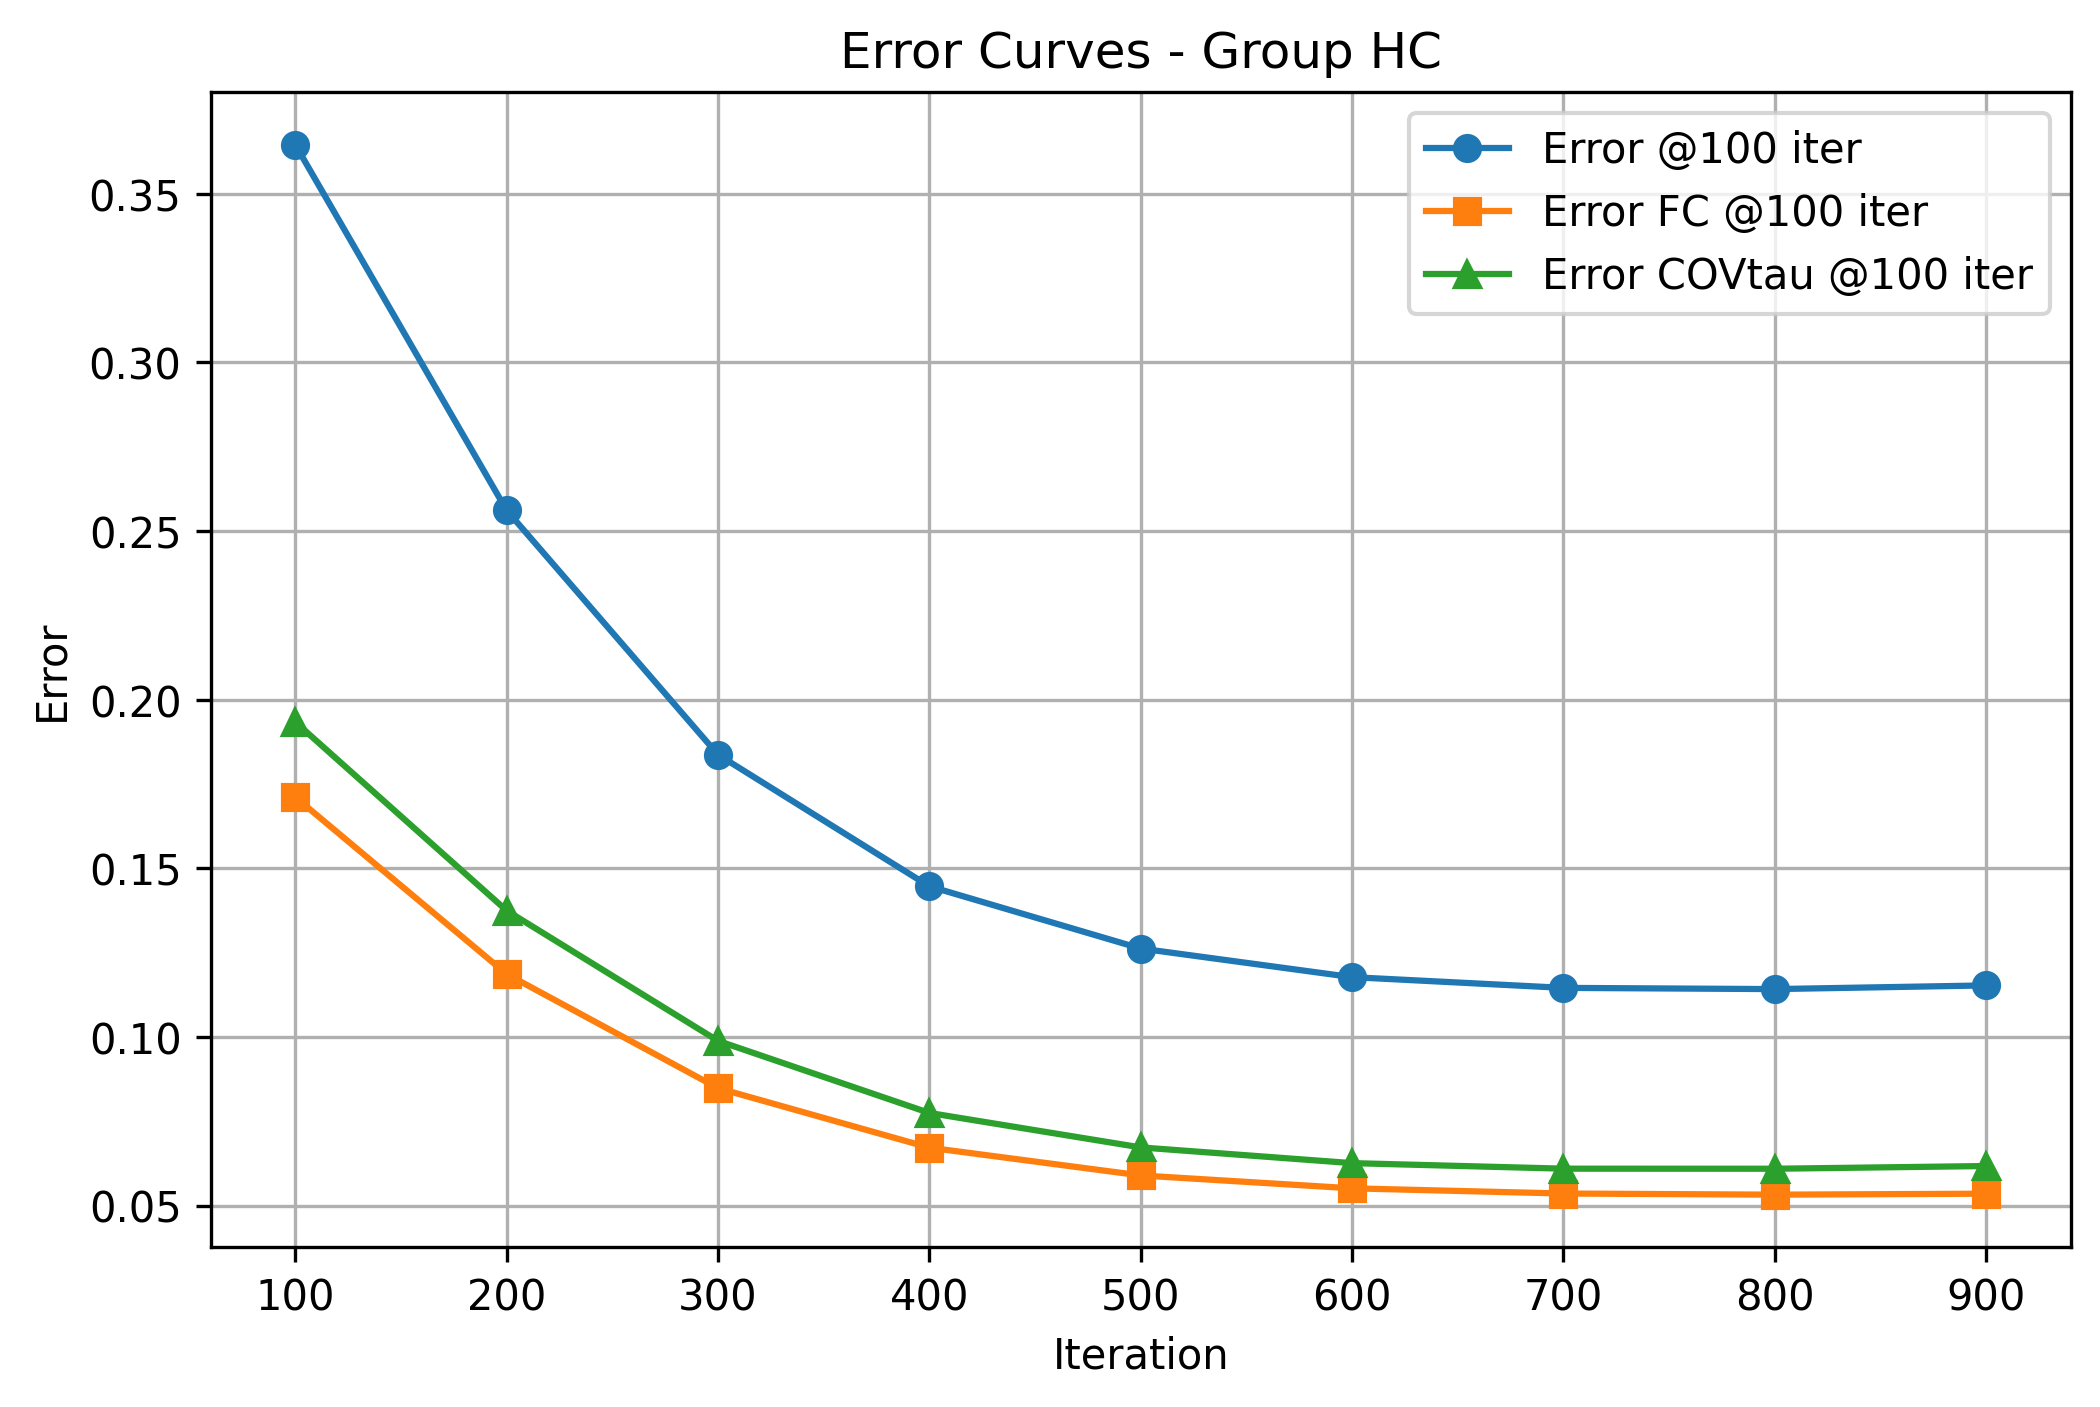 Error Curves - Group HC
Error @100 iter
Error FC @100 iter
Error COVtau @100 iter
Error
0.35
0.30
0.25
0.20
0.15
0.10
0.05
100 200 300 400 500 600 700 800 900
Iteration